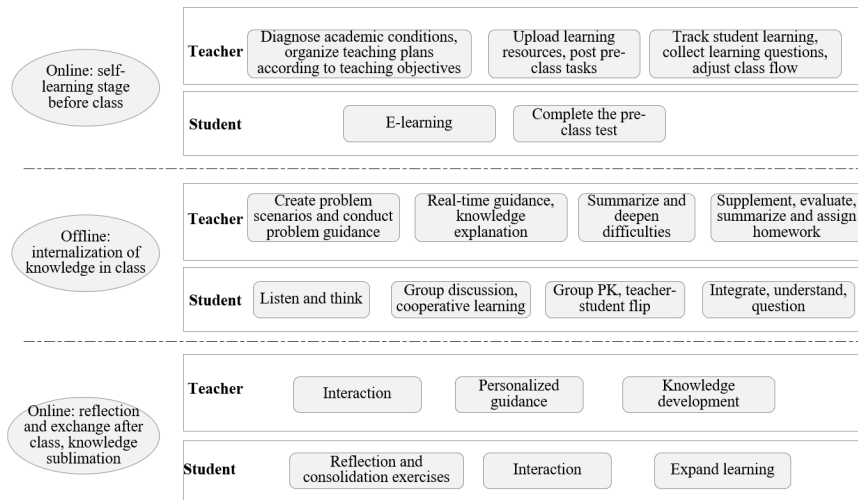 Online: self-
learning stage
before class
Teacher
Diagnose academic conditions,
organize teaching plans
according to teaching objectives
Upload learning
resources, post pre-
class tasks
Track student learning,
collect learning questions,
adjust class flow
Student
E-learning
Complete the pre-
class test
Offline:
internalization of
knowledge in class
Teacher
Create problem
scenarios and conduct
problem guidance
Real-time guidance,
knowledge
explanation
Summarize and
deepen
difficulties
Supplement, evaluate,
summarize and assign
homework
Student
Listen and think
Group discussion,
cooperative learning
Group PK, teacher-
student flip
Integrate, understand,
question
Online: reflection
and exchange after
class, knowledge
sublimation
Teacher
Interaction
Personalized
guidance
Knowledge
development
Student
Reflection and
consolidation exercises
Interaction
Expand learning